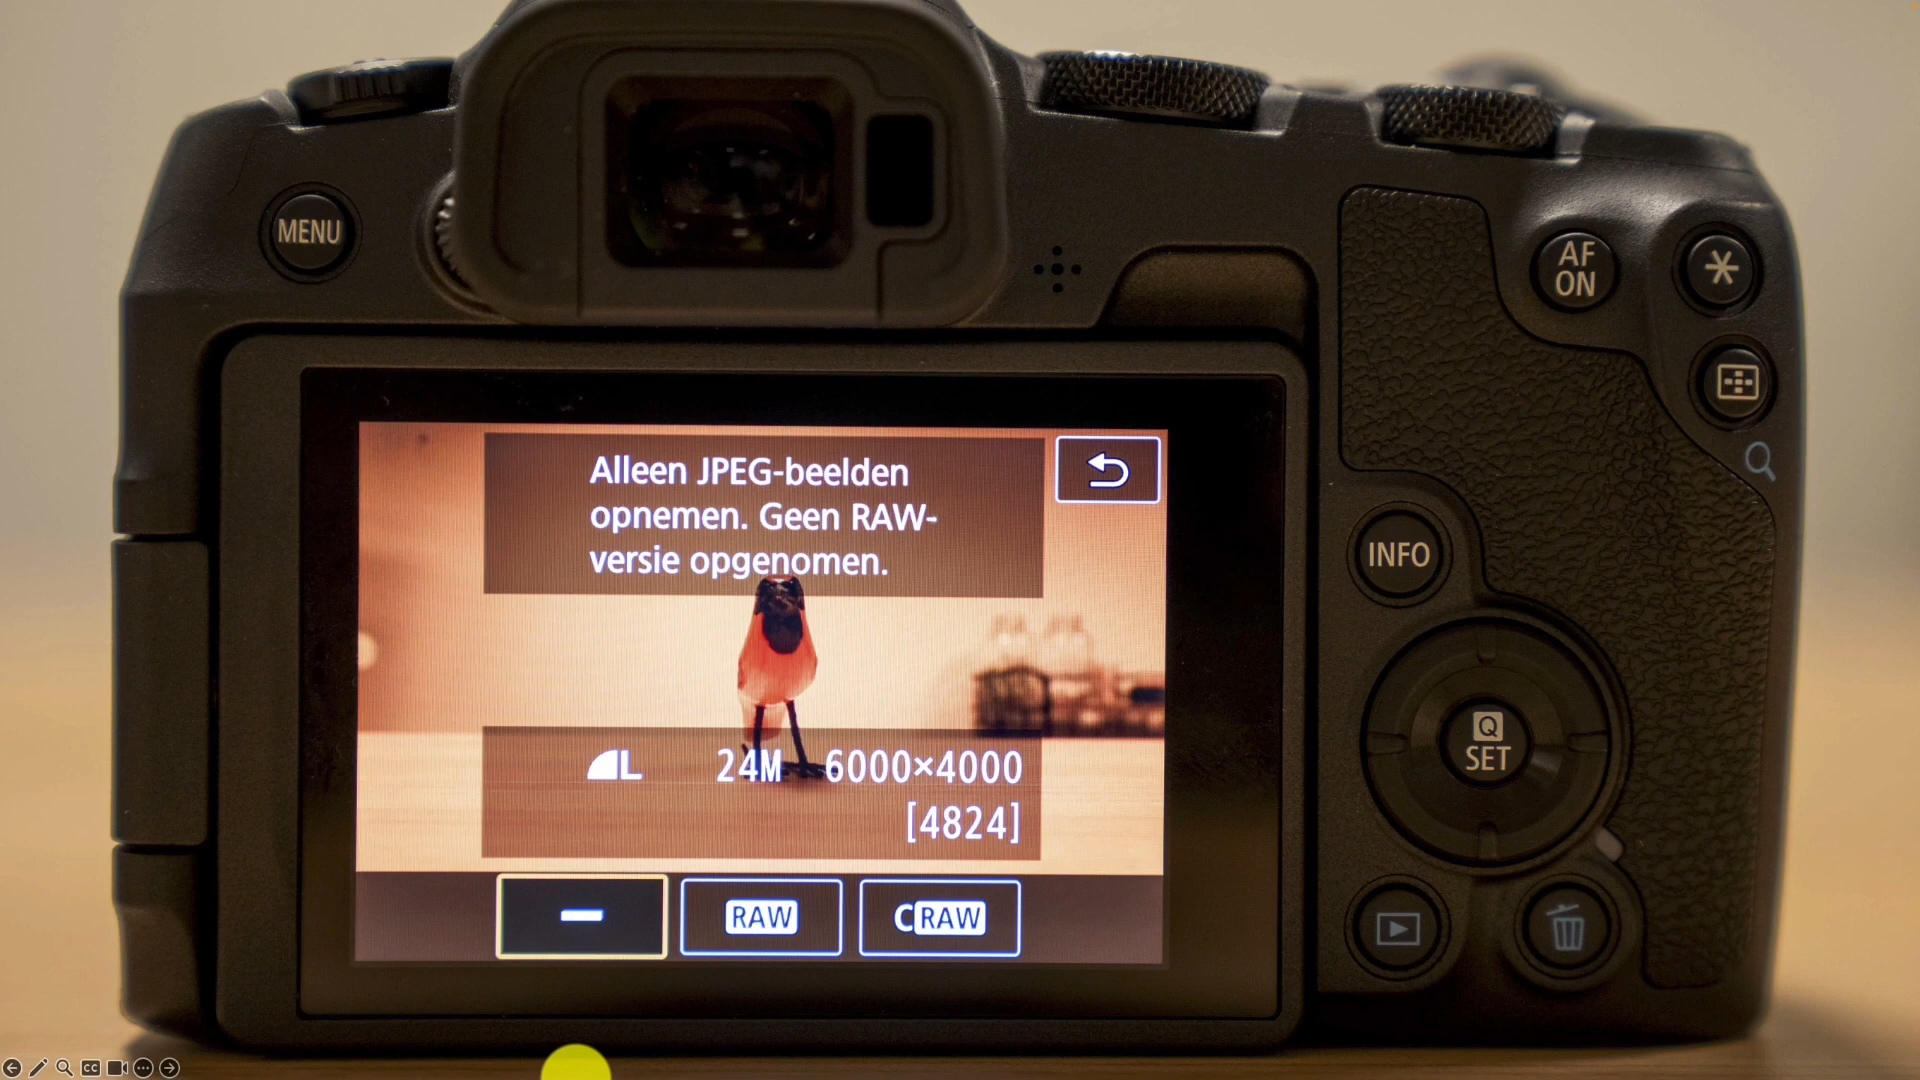 MENU
AF
ON
Alleen JPEG-beelden
opnemen. Geen RAW-
versie opgenomen.
INFO
L 24M 6000×4000
[4824]
Q
SET
RAW
CRAW
CC